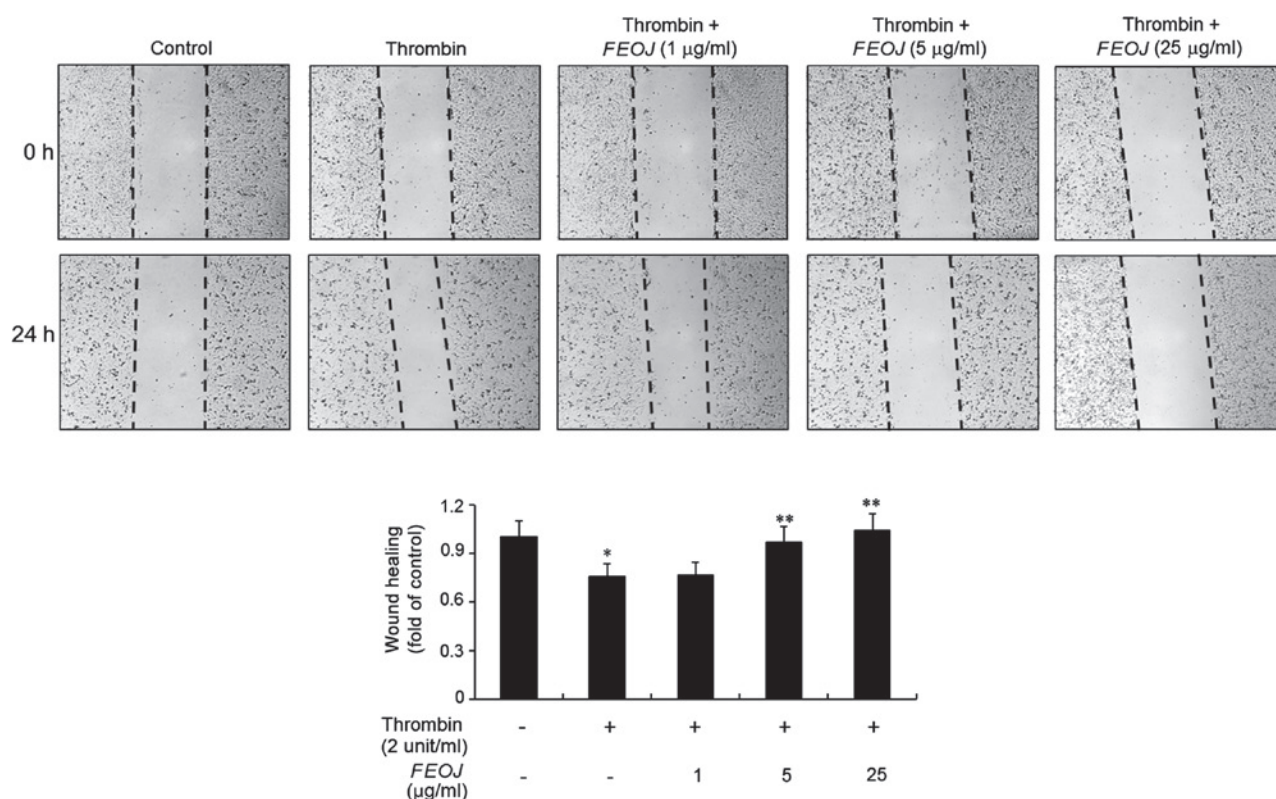 Control
Thrombin
Thrombin +
FEOJ (1 μg/ml)
Thrombin +
FEOJ (5 μg/ml)
Thrombin +
FEOJ (25 μg/ml)
0 h
24 h
Wound healing
(fold of control)
1.2
0.9
0.6
0.3
0
*
**
**
Thrombin
(2 unit/ml)
- + + + +
FEOJ
(μg/ml)
- - 1 5 25